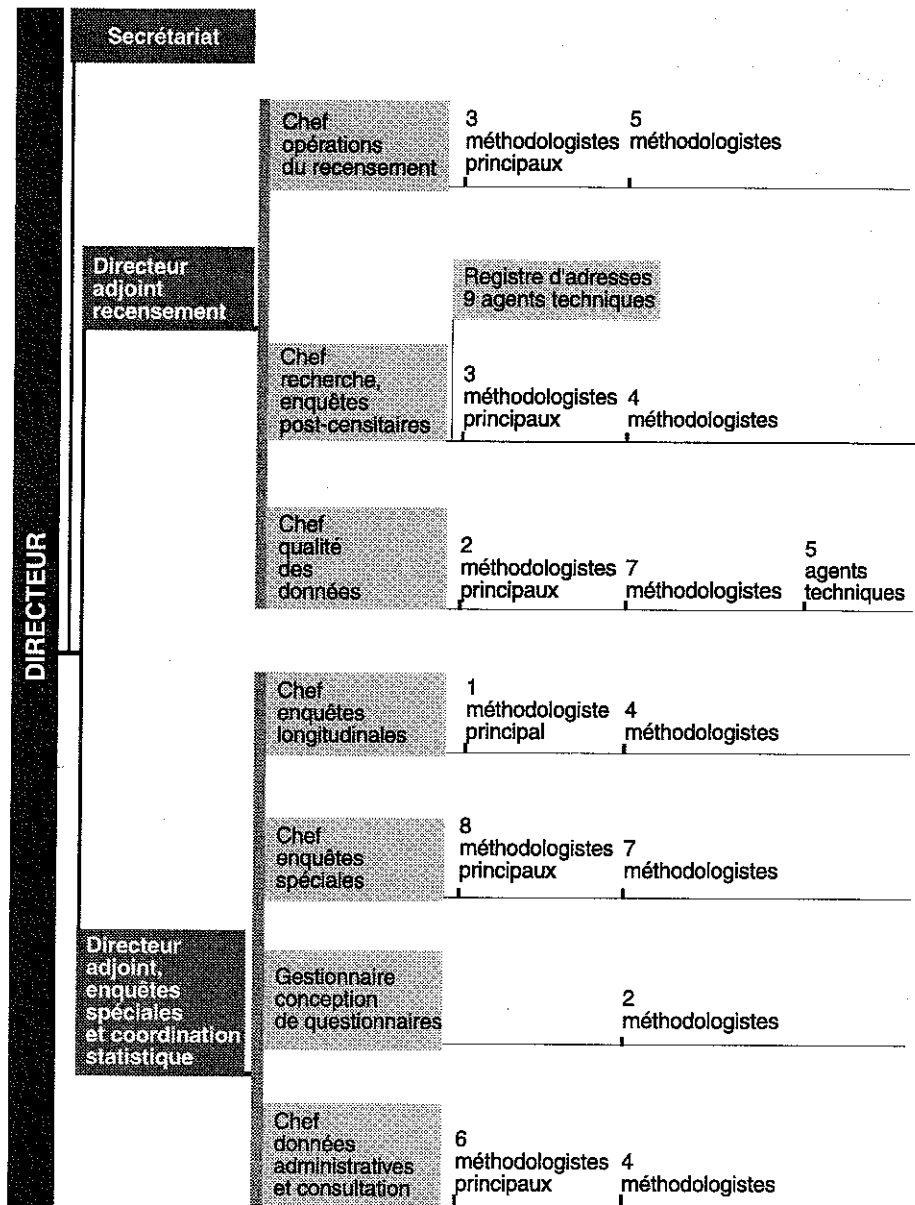 DIRECTEUR
Secrétariat
Directeur
adjoint
recensement
Chef
opérations
du recensement
3
méthodologistes
principaux
5
méthodologistes
Registre d'adresses
9 agents techniques
Chef
recherche,
enquêtes
post-censitaires
3
méthodologistes
principaux
4
méthodologistes
Chef
qualité
des
données
2
méthodologistes
principaux
7
méthodologistes
5
agents
techniques
Directeur
adjoint,
enquêtes
spéciales
et coordination
statistique
Chef
enquêtes
longitudinales
1
méthodologiste
principal
4
méthodologistes
Chef
enquêtes
spéciales
8
méthodologistes
principaux
7
méthodologistes
Gestionnaire
conception
de questionnaires
2
méthodologistes
Chef
données
administratives
et consultation
6
méthodologistes
principaux
4
méthodologistes